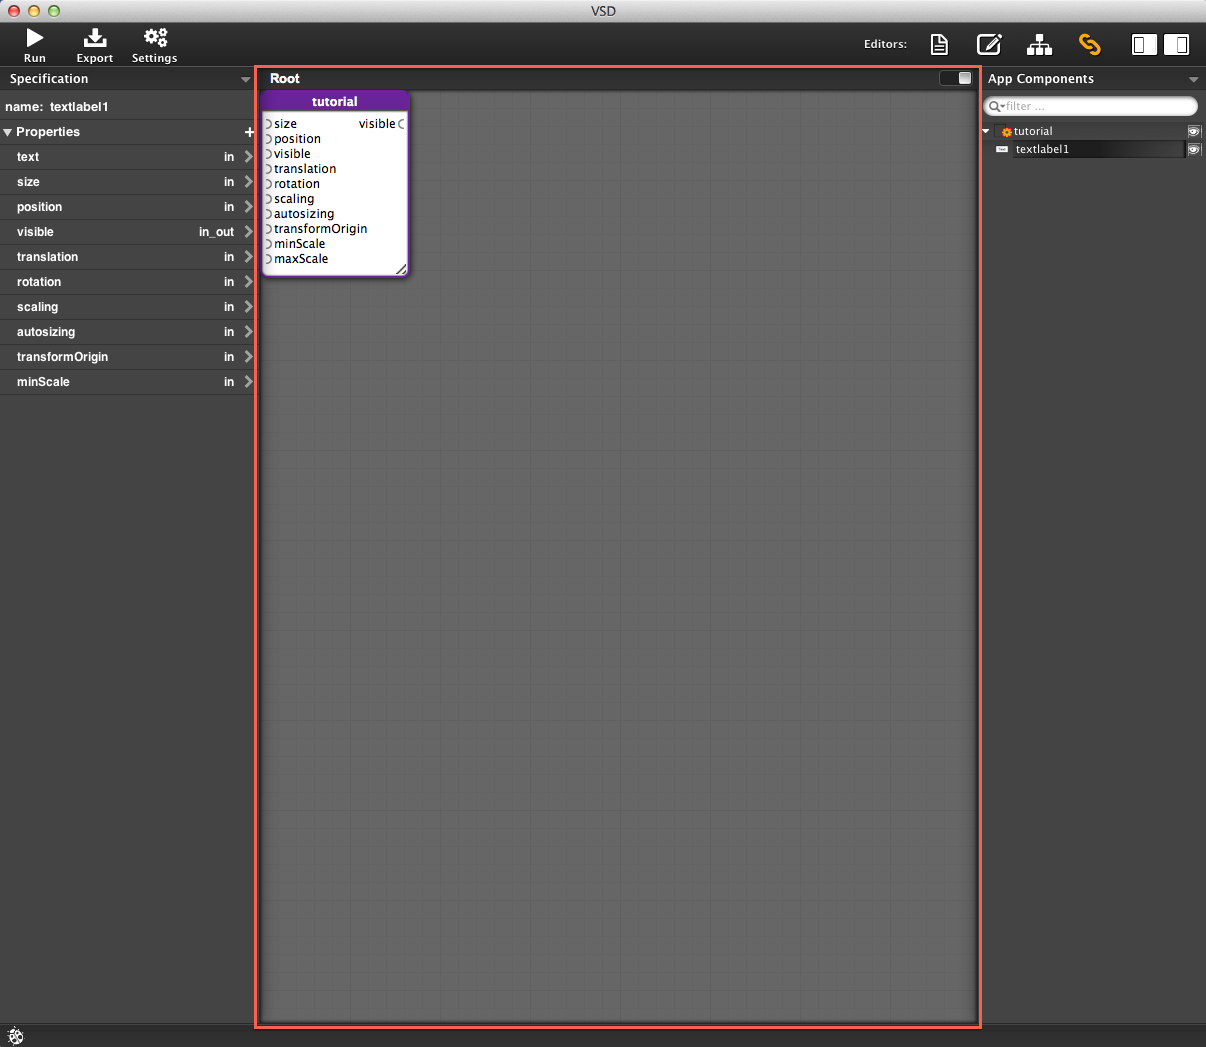 VSD
Run Export Settings Editors:
Specification
name: textlabel1
Properties +
text in
size in
position in
visible in_out
translation in
rotation in
scaling in
autosizing in
transformOrigin in
minScale in
Root
tutorial
size visible
position
visible
translation
rotation
scaling
autosizing
transformOrigin
minScale
maxScale
App Components
filter ...
tutorial
textlabel1